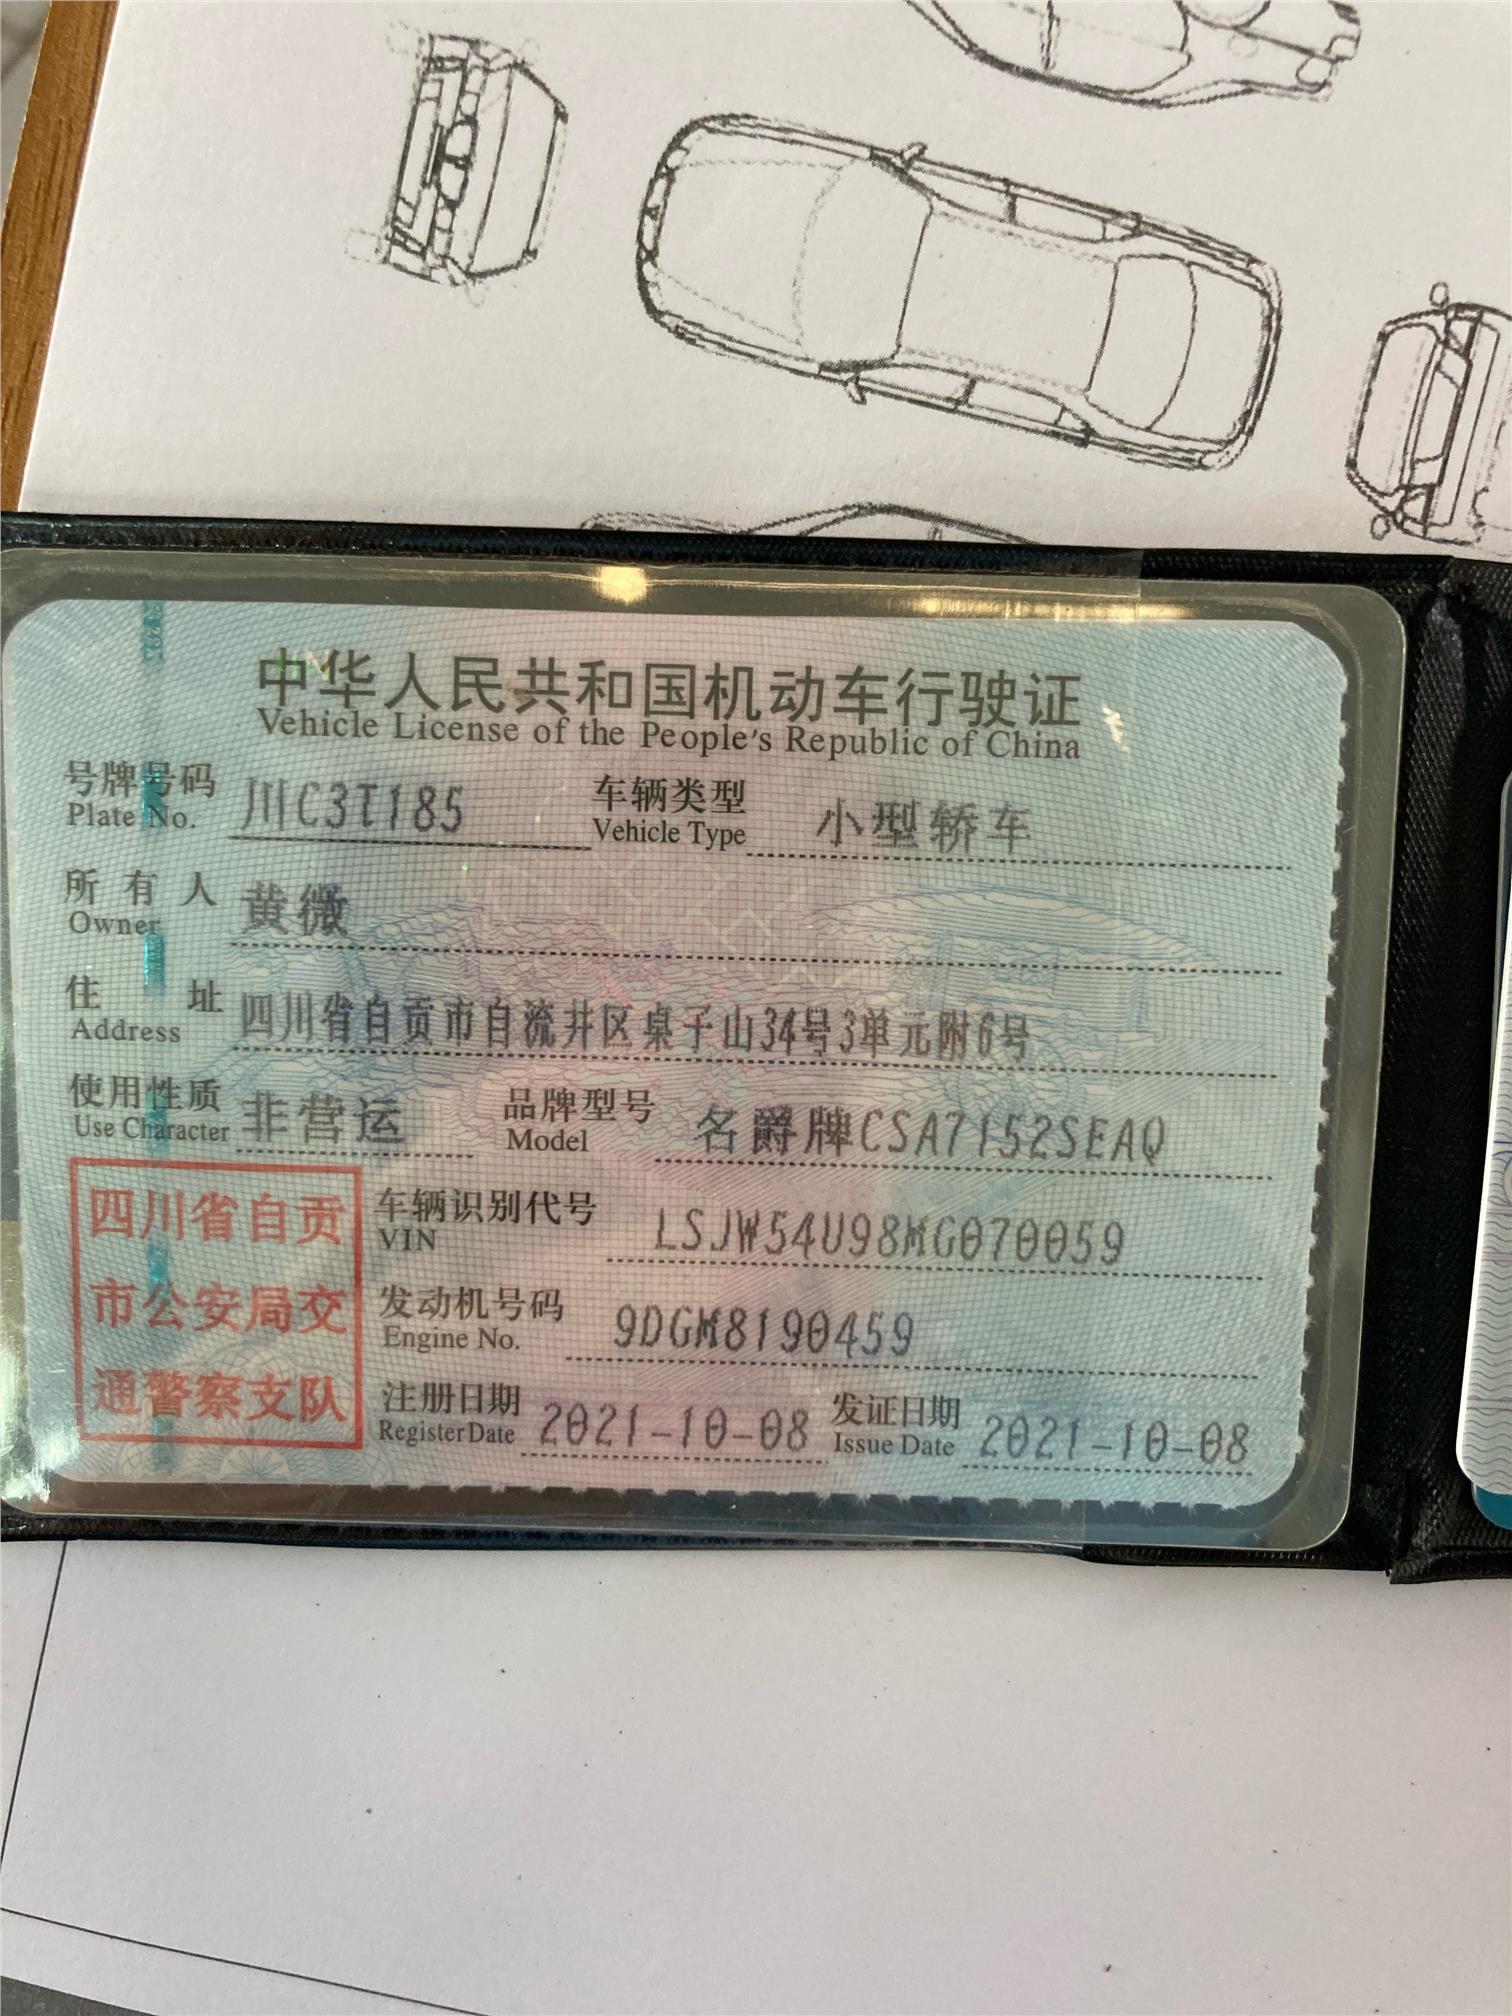 中华人民共和国机动车行驶证
Vehicle License of the People's Republic of China
号牌号码 川C3T185 车辆类型 小型轿车
Plate No. Vehicle Type
所有人 黄微
Owner
住址 四川省自贡市自流井区桌子山34号3单元附6号
Address
使用性质 非营运 品牌型号 名爵牌CSA7152SEAQ
Use Character Model
四川省自贡
市公安局交
通警察支队
车辆识别代号 LSJW54U98MG070059
VIN
发动机号码 9DGM8190459
Engine No.
注册日期 2021-10-08 发证日期 2021-10-08
Register Date Issue Date